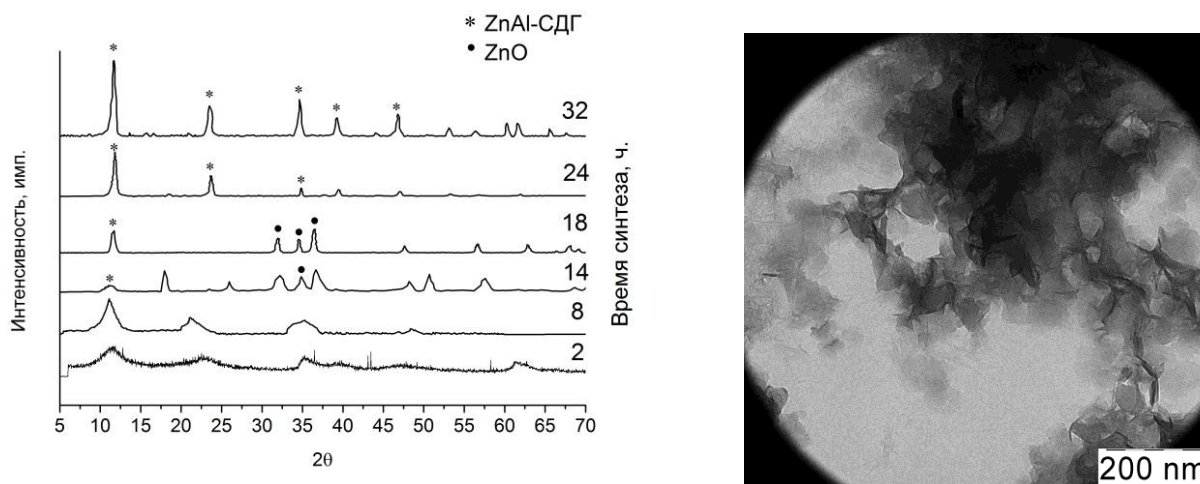 * ZnAl-СДГ
• ZnO
Интенсивность, имп.
* * * * * 32
* * * 24
* • • • 18
* • 14
8
2
Время синтеза, ч.
5 10 15 20 25 30 35 40 45 50 55 60 65 70
2θ
200 nm